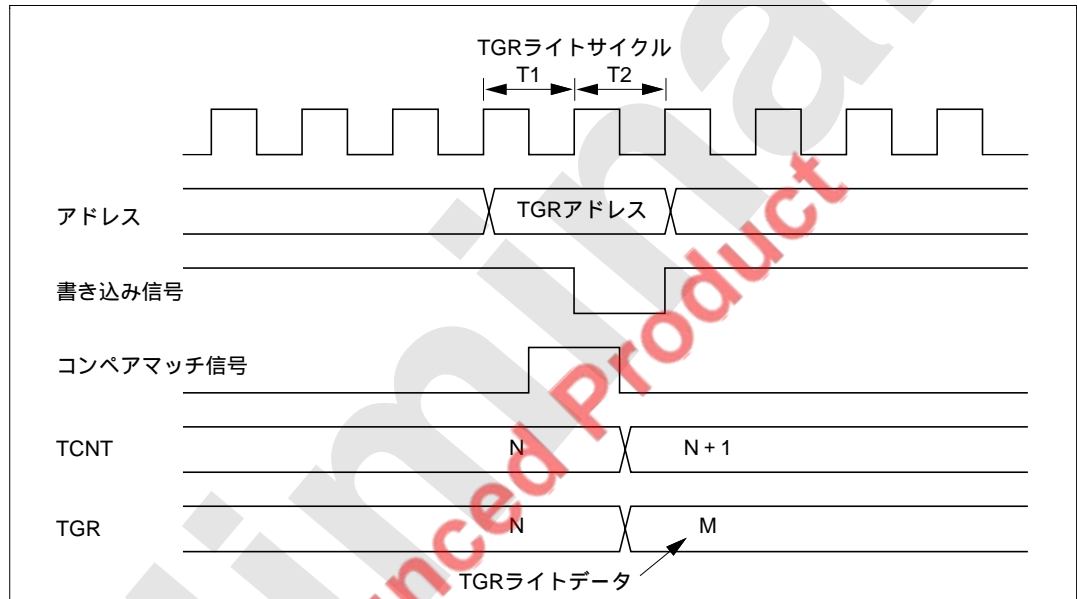 TGRライトサイクル
T1 T2
アドレス TGRアドレス
書き込み信号
コンペアマッチ信号
TCNT N N + 1
TGR N M
TGRライトデータ
iminar
nced Product